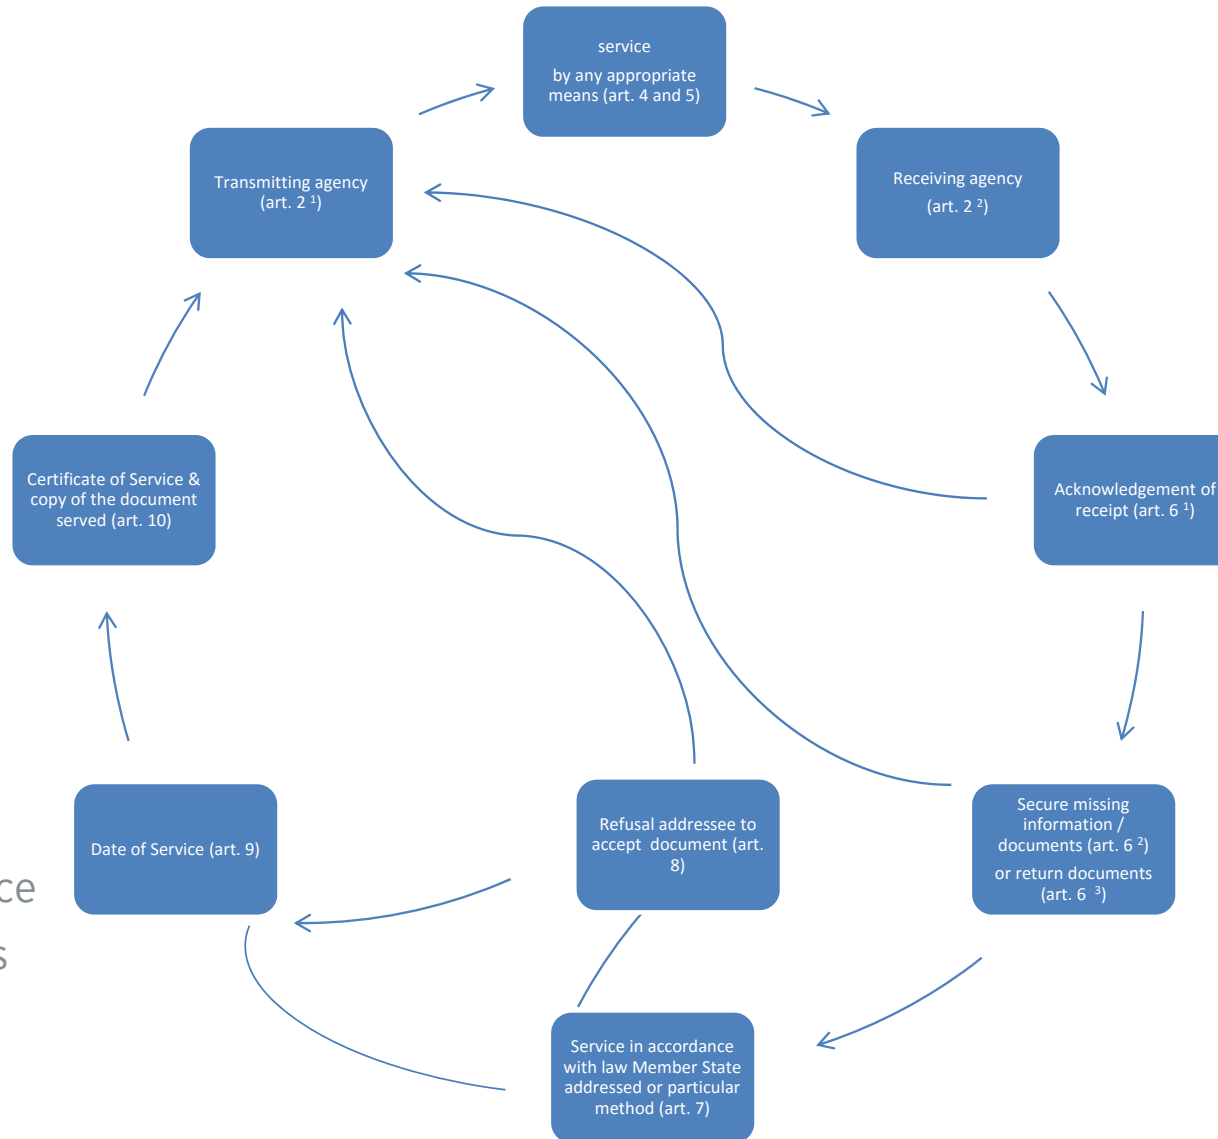 service
by any appropriate
means (art. 4 and 5)
Transmitting agency
(art. 2 ¹)
Receiving agency
(art. 2 ²)
Certificate of Service &
copy of the document
served (art. 10)
Acknowledgement of
receipt (art. 6 ¹)
Date of Service (art. 9)
Refusal addressee to
accept document (art.
8)
Secure missing
information /
documents (art. 6 ²)
or return documents
(art. 6 ³)
ce
s
Service in accordance
with law Member State
addressed or particular
method (art. 7)